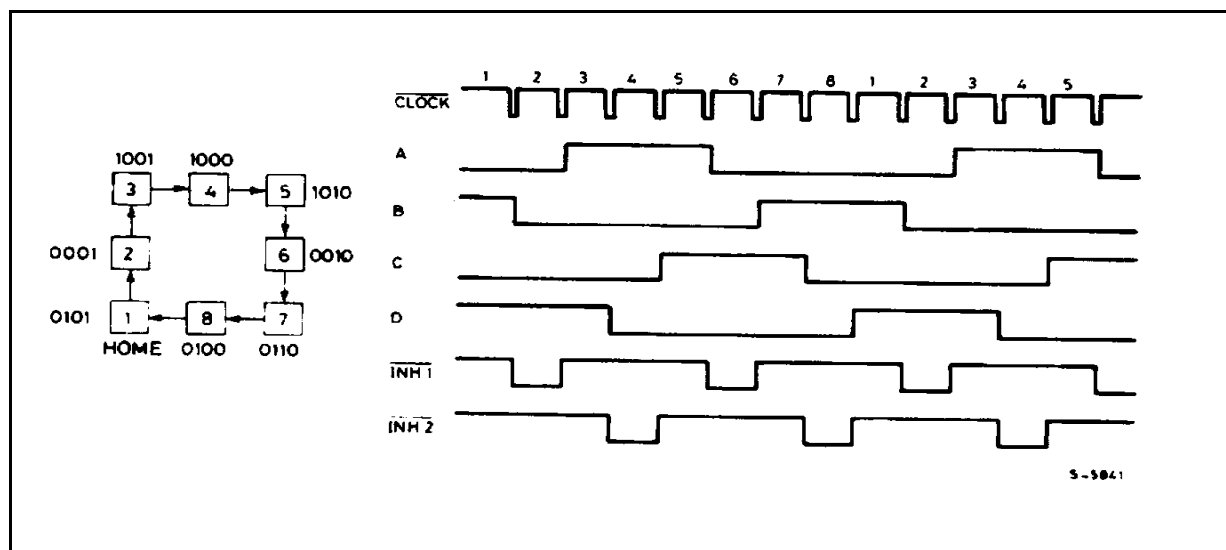 1001 1000
3 4 5 1010
0001 2 6 0010
0101 1 8 7
HOME 0100 0110
1 2 3 4 5 6 7 8 1 2 3 4 5
CLOCK
A
B
C
D
INH 1
INH 2
S-5841